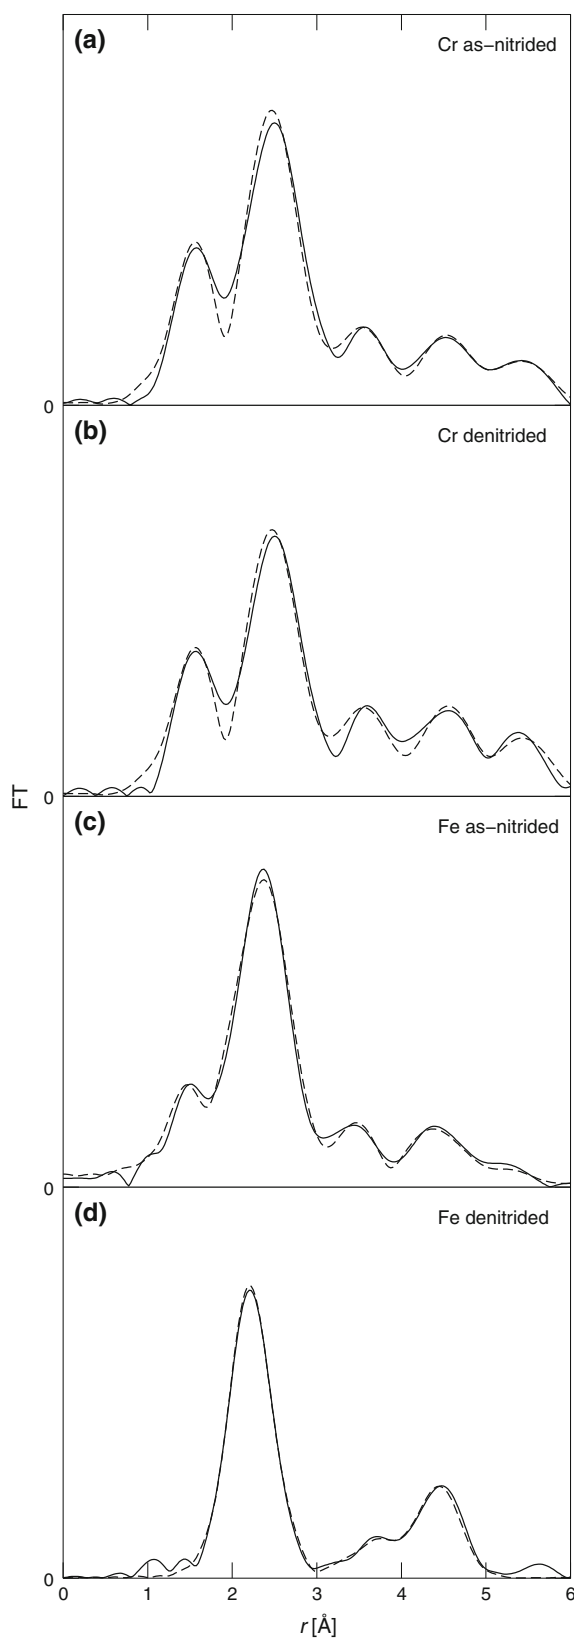 (a)
Cr as-nitrided
0
(b)
Cr denitrided
FT
0
(c)
Fe as-nitrided
0
(d)
Fe denitrided
0
0 1 2 3 4 5 6
r [Å]